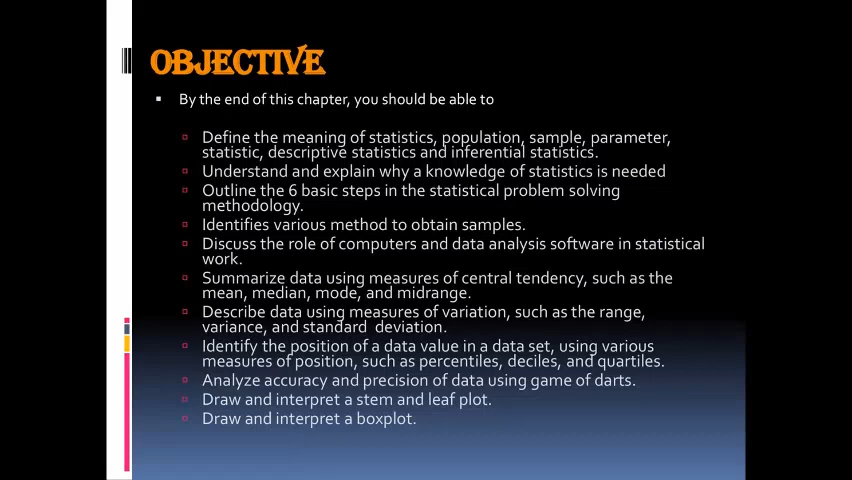 OBJECTIVE
By the end of this chapter, you should be able to
Define the meaning of statistics, population, sample, parameter,
statistic, descriptive statistics and inferential statistics.
Understand and explain why a knowledge of statistics is needed
Outline the 6 basic steps in the statistical problem solving
methodology.
Identifies various method to obtain samples.
Discuss the role of computers and data analysis software in statistical
work.
Summarize data using measures of central tendency, such as the
mean, median, mode, and midrange.
Describe data using measures of variation, such as the range,
variance, and standard deviation.
Identify the position of a data value in a data set, using various
measures of position, such as percentiles, deciles, and quartiles.
Analyze accuracy and precision of data using game of darts.
Draw and interpret a stem and leaf plot.
Draw and interpret a boxplot.